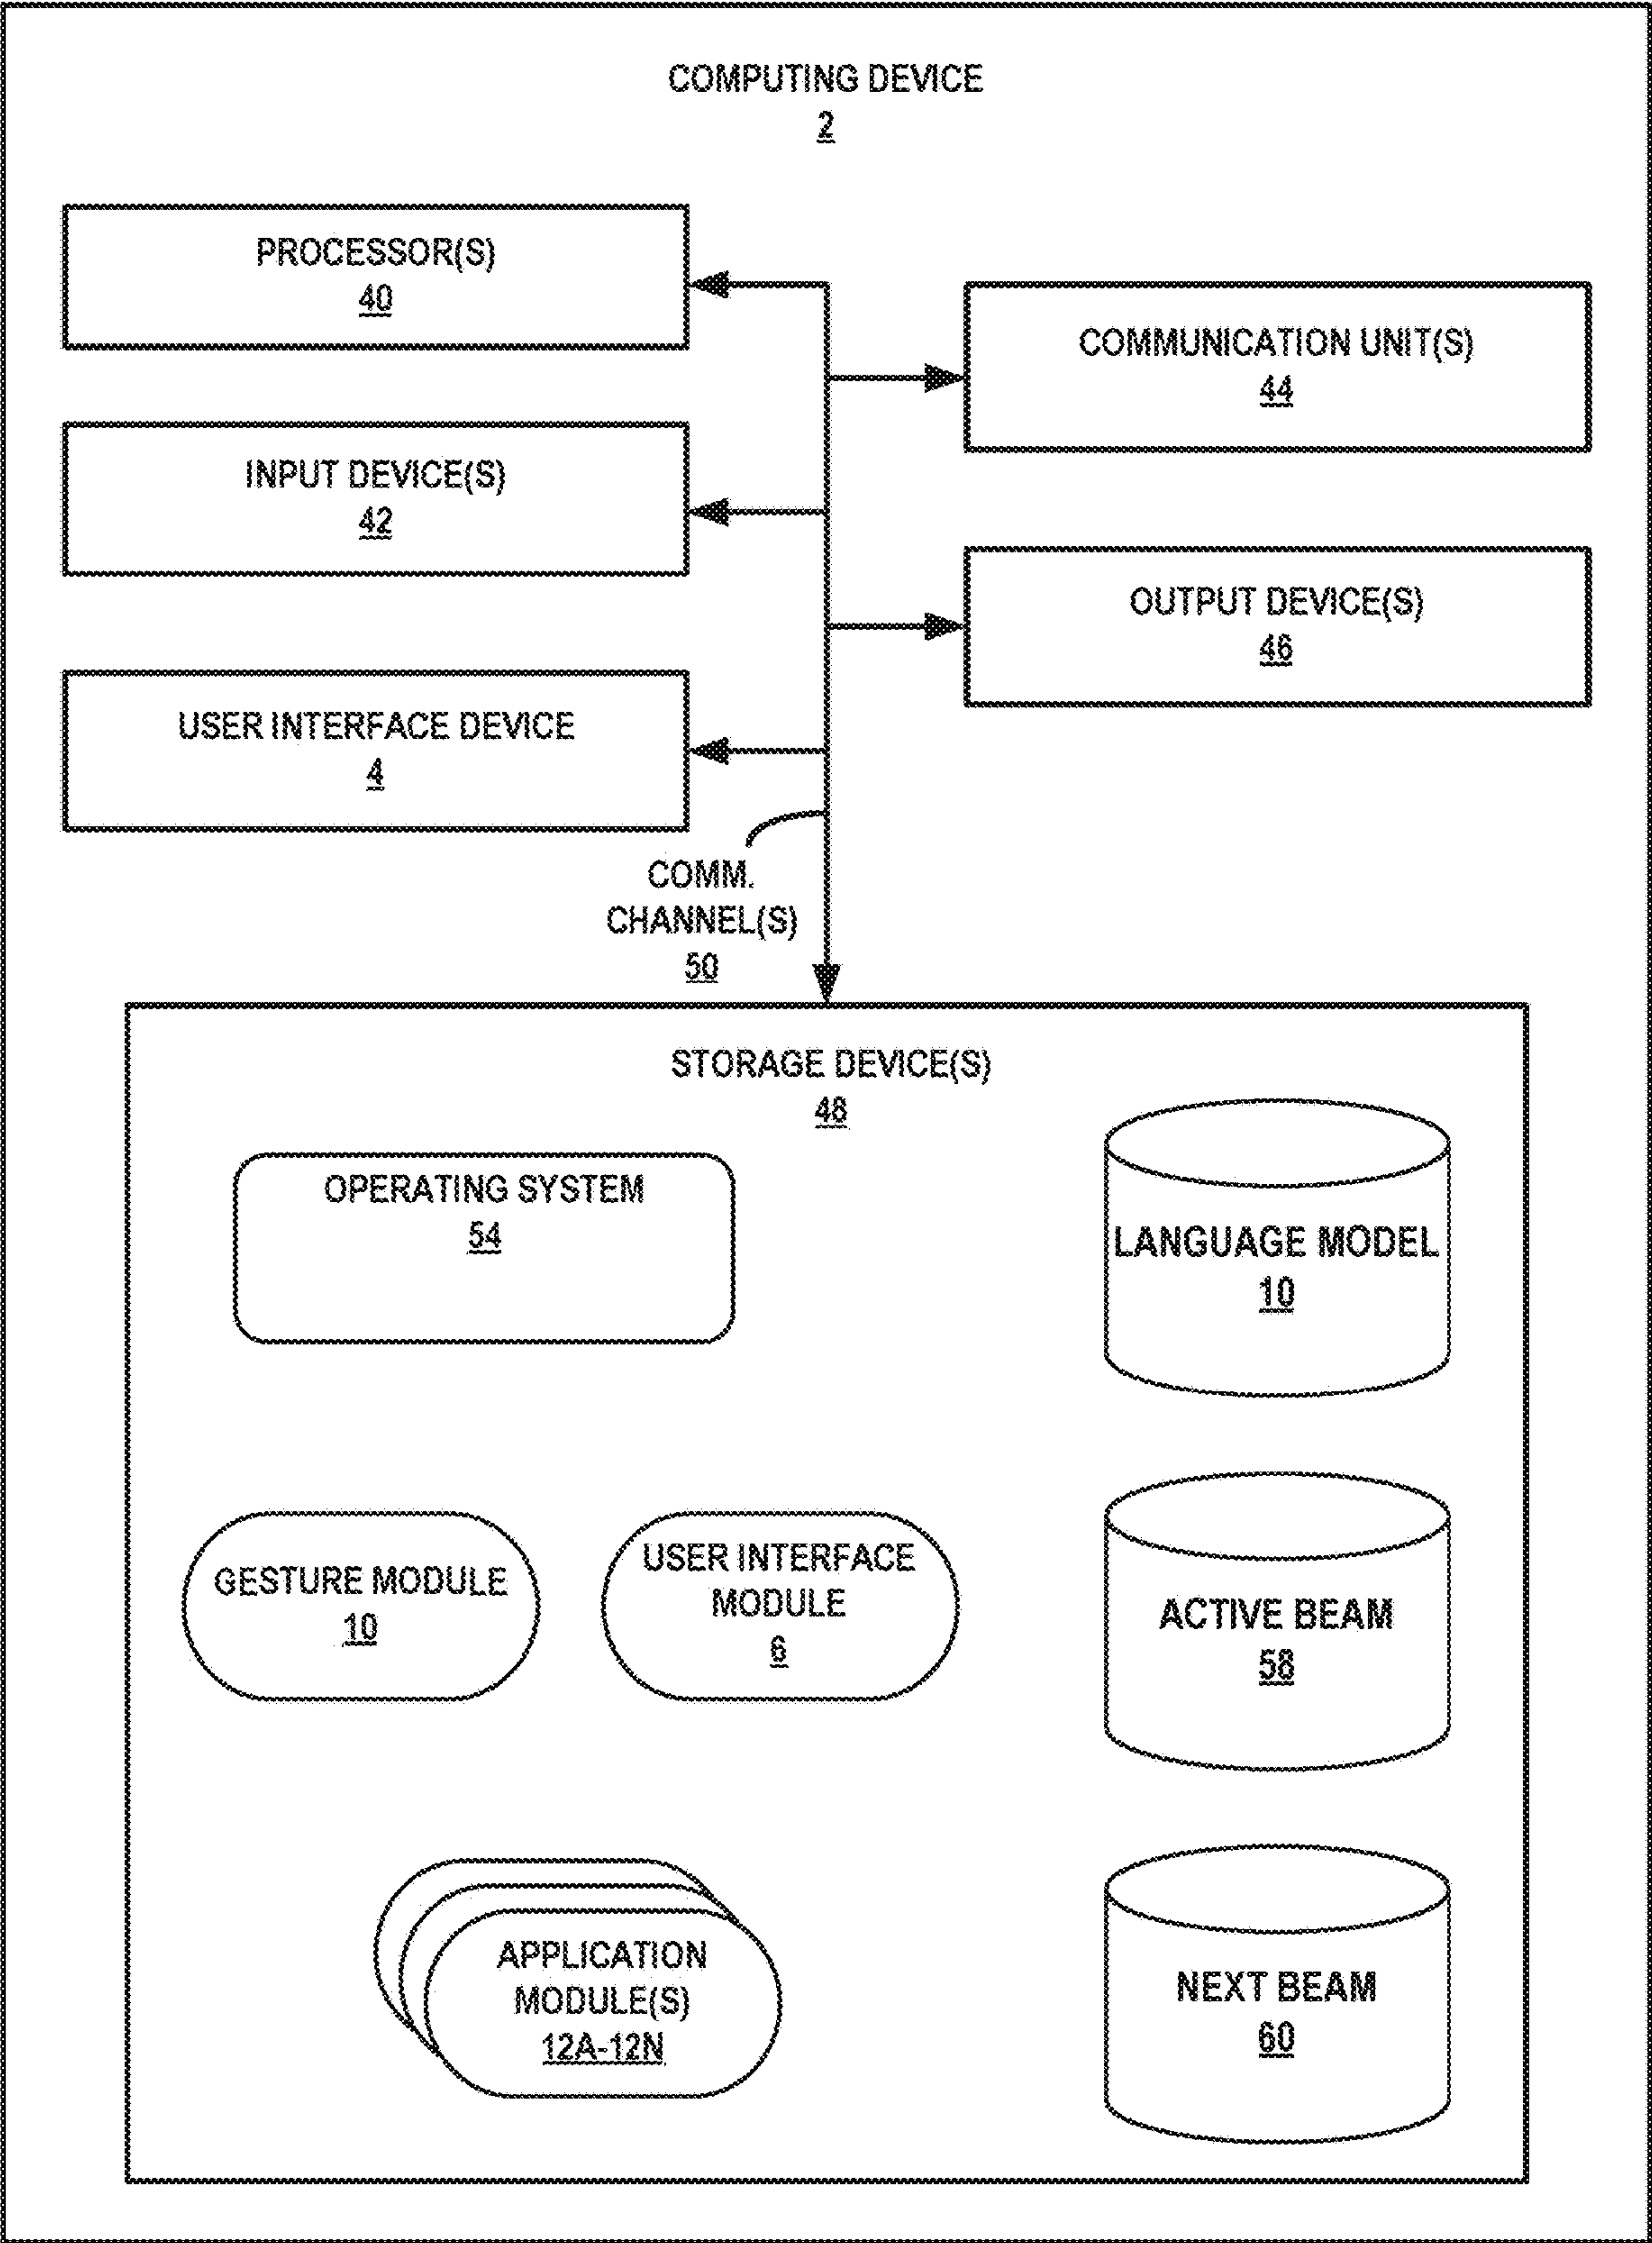 COMPUTING DEVICE
2
PROCESSOR(S)
40
COMMUNICATION UNIT(S)
44
INPUT DEVICE(S)
42
OUTPUT DEVICE(S)
46
USER INTERFACE DEVICE
4
COMM.
CHANNEL(S)
50
STORAGE DEVICE(S)
48
OPERATING SYSTEM
54
LANGUAGE MODEL
10
GESTURE MODULE
10
USER INTERFACE
MODULE
6
ACTIVE BEAM
58
APPLICATION
MODULE(S)
12A-12N
NEXT BEAM
60